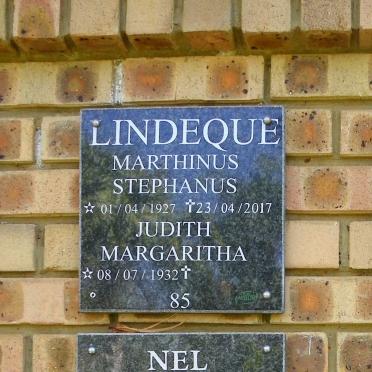 LINDEQUE
MARTHINUS
STEPHANUS
☆ 01/04/1927 ✝ 23/04/2017
JUDITH
MARGARITHA
☆ 08/07/1932 ✝
85
NEL